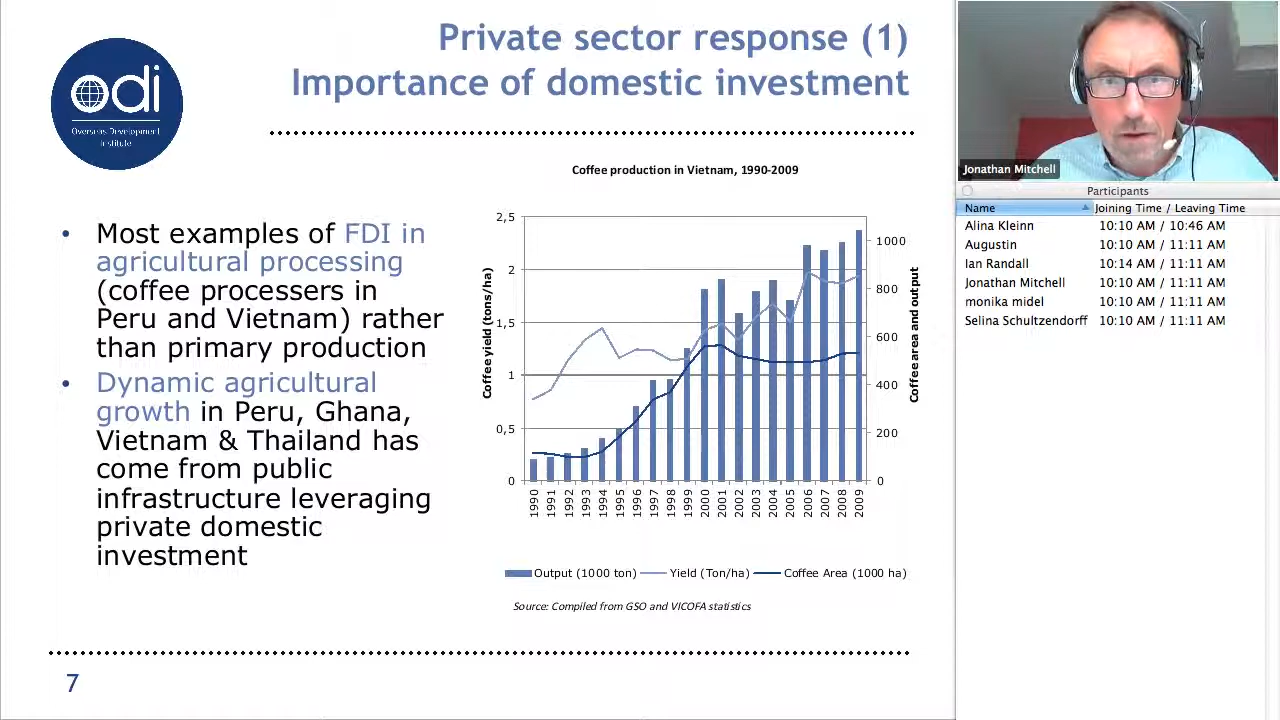 Private sector response (1)
Importance of domestic investment
odi
Overseas Development
Institute
• Most examples of FDI in
agricultural processing
(coffee processers in
Peru and Vietnam) rather
than primary production
• Dynamic agricultural
growth in Peru, Ghana,
Vietnam & Thailand has
come from public
infrastructure leveraging
private domestic
investment
Coffee production in Vietnam, 1990-2009
Coffee yield (tons/ha)
2,5
2
1,5
1
0,5
0
1000
800
600
400
200
0
Coffee area and output
1990 1991 1992 1993 1994 1995 1996 1997 1998 1999 2000 2001 2002 2003 2004 2005 2006 2007 2008 2009
Output (1000 ton) Yield (Ton/ha) Coffee Area (1000 ha)
Source: Compiled from GSO and VICOFA statistics
7
Jonathan Mitchell
Participants
Name Joining Time / Leaving Time
Alina Kleinn 10:10 AM / 10:46 AM
Augustin 10:10 AM / 11:11 AM
Ian Randall 10:14 AM / 11:11 AM
Jonathan Mitchell 10:10 AM / 11:11 AM
monika midel 10:10 AM / 11:11 AM
Selina Schultzendorff 10:10 AM / 11:11 AM